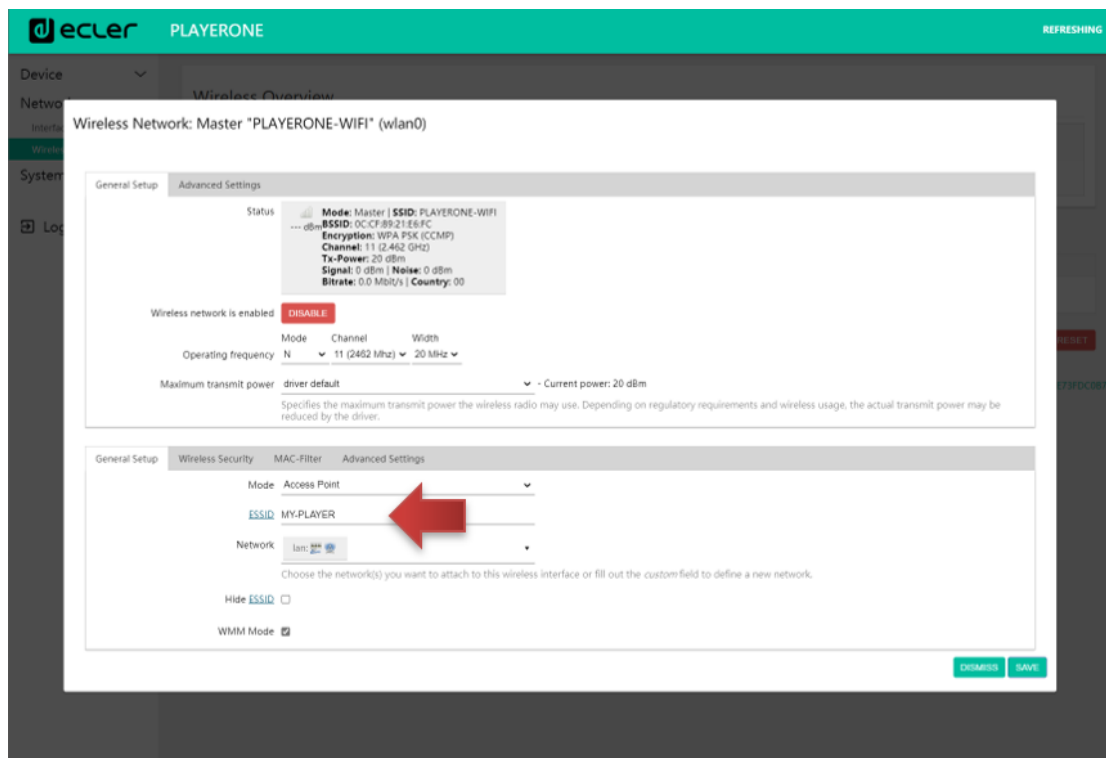 ecler PLAYERONE REFRESHING
Device
Wireless Overview
Wireless Network: Master "PLAYERONE-WIFI" (wlan0)
System
General Setup Advanced Settings
Status
Mode: Master | SSID: PLAYERONE-WIFI
--- dBm BSSID: 0C:CF:89:21:E6:FC
Encryption: WPA PSK (CCMP)
Channel: 11 (2.462 GHz)
Tx-Power: 20 dBm
Signal: 0 dBm | Noise: 0 dBm
Bitrate: 0.0 Mbit/s | Country: 00
Wireless network is enabled DISABLE
Mode Channel Width
Operating frequency N 11 (2462 Mhz) 20 MHz
RESET
Maximum transmit power driver default - Current power: 20 dBm
Specifies the maximum transmit power the wireless radio may use. Depending on regulatory requirements and wireless usage, the actual transmit power may be
reduced by the driver.
General Setup Wireless Security MAC-Filter Advanced Settings
Mode Access Point
ESSID MY-PLAYER
Network lan:
Choose the network(s) you want to attach to this wireless interface or fill out the custom field to define a new network.
Hide ESSID
WMM Mode
DISMISS SAVE